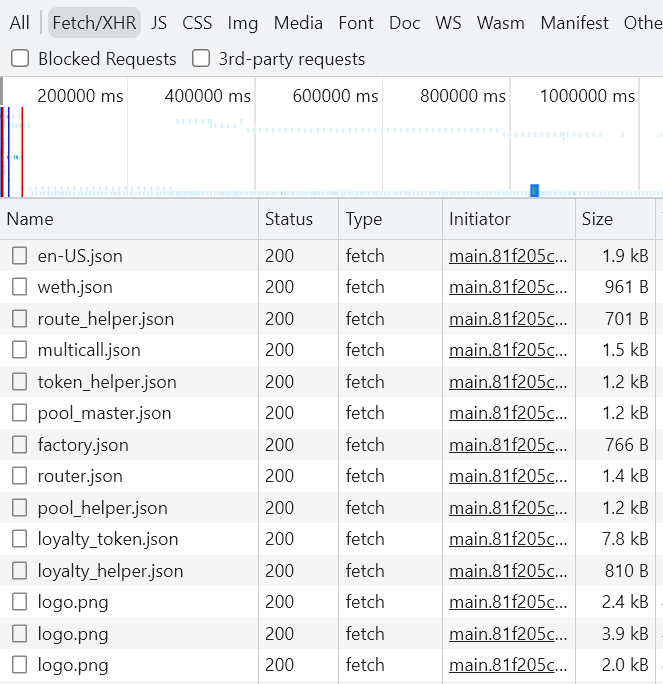 All Fetch/XHR JS CSS Img Media Font Doc WS Wasm Manifest Othe
Blocked Requests 3rd-party requests
200000 ms 400000 ms 600000 ms 800000 ms 1000000 ms
Name Status Type Initiator Size
en-US.json 200 fetch main.81f205c... 1.9 kB
weth.json 200 fetch main.81f205c... 961 B
route_helper.json 200 fetch main.81f205c... 701 B
multicall.json 200 fetch main.81f205c... 1.5 kB
token_helper.json 200 fetch main.81f205c... 1.2 kB
pool_master.json 200 fetch main.81f205c... 1.2 kB
factory.json 200 fetch main.81f205c... 766 B
router.json 200 fetch main.81f205c... 1.4 kB
pool_helper.json 200 fetch main.81f205c... 1.2 kB
loyalty_token.json 200 fetch main.81f205c... 7.8 kB
loyalty_helper.json 200 fetch main.81f205c... 810 B
logo.png 200 fetch main.81f205c... 2.4 kB
logo.png 200 fetch main.81f205c... 3.9 kB
logo.png 200 fetch main.81f205c... 2.0 kB